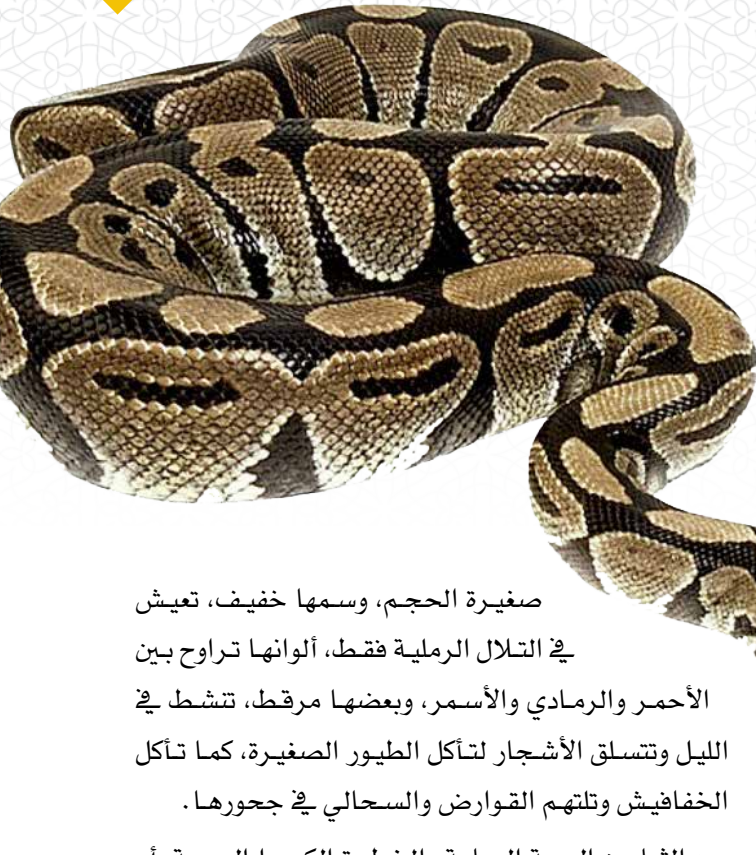 صغيرة الحجم، وسمها خفيف، تعيش
في التلال الرملية فقط، ألوانها تراوح بين
الأحمر والرمادي والأسمر، وبعضها مرقط، تنشط في
الليل وتتسلق الأشجار لتأكل الطيور الصغيرة، كما تأكل
الخفافيش وتلتهم القوارض والسحالي في جحورها.